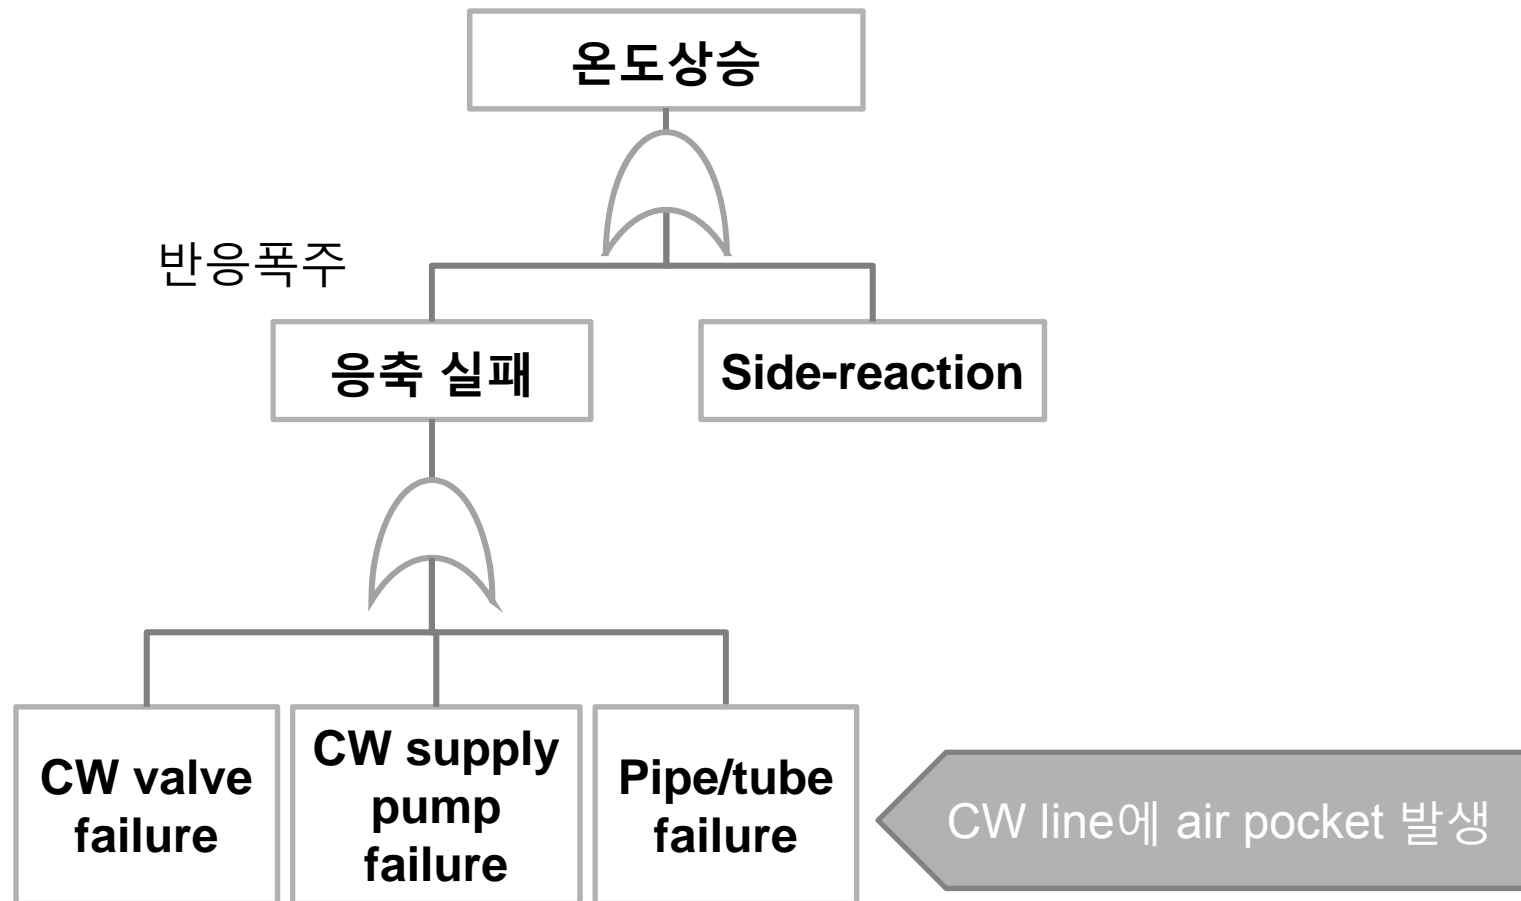 온도상승
반응폭주
응축 실패
Side-reaction
CW valve
failure
CW supply
pump
failure
Pipe/tube
failure
CW line에 air pocket 발생